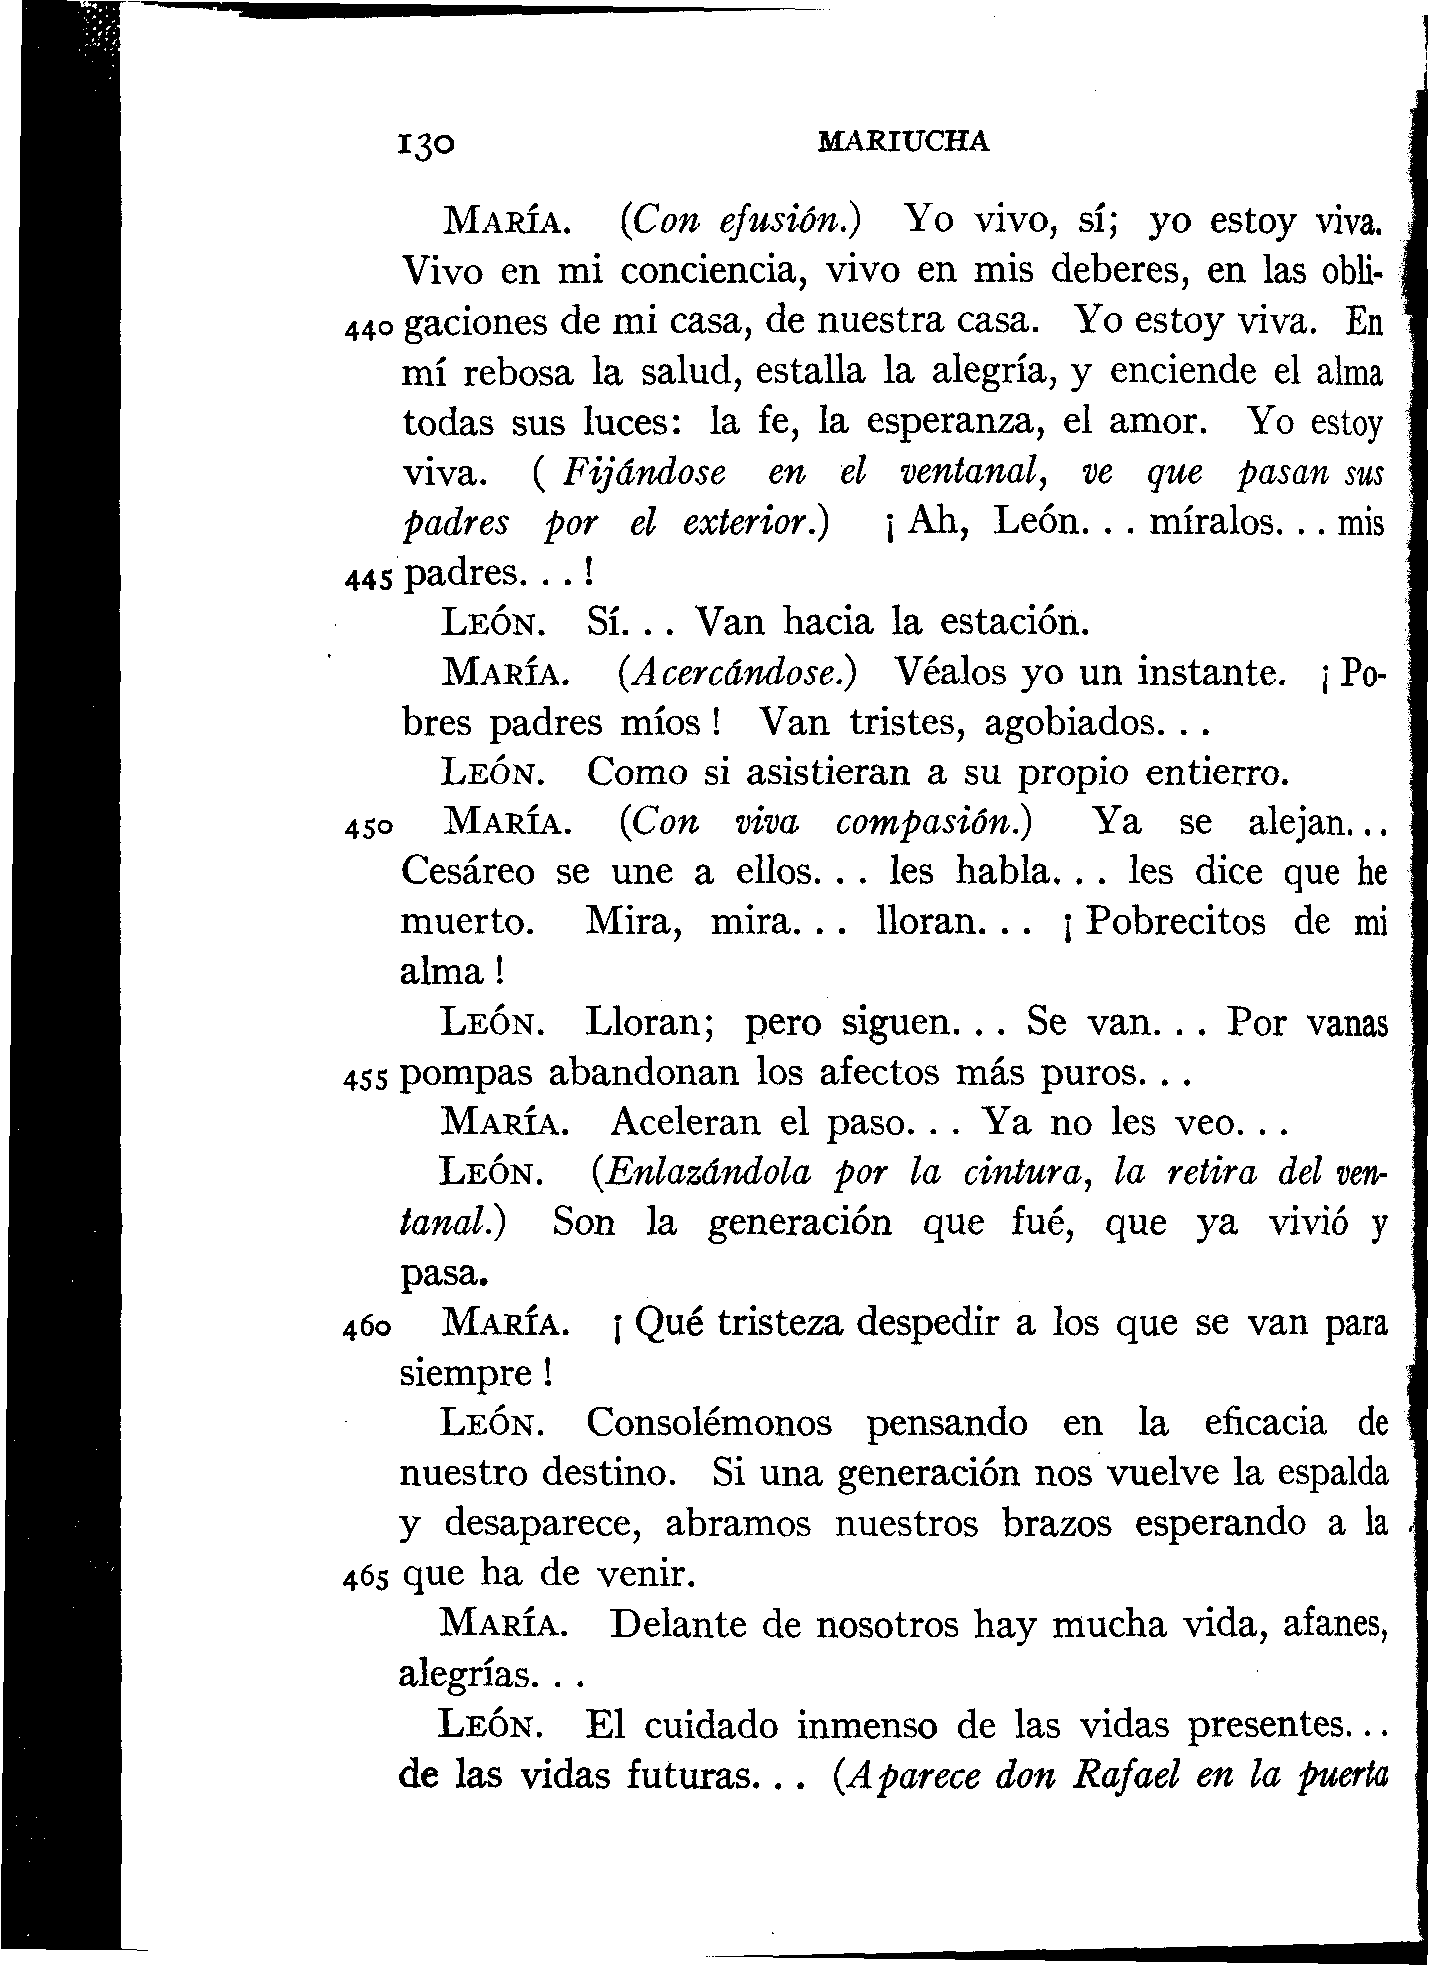 130 MARIUCHA
MARÍA. (Con efusión.) Yo vivo, sí; yo estoy viva.
Vivo en mi conciencia, vivo en mis deberes, en las obli-
440 gaciones de mi casa, de nuestra casa. Yo estoy viva. En
mí rebosa la salud, estalla la alegría, y enciende el alma
todas sus luces: la fe, la esperanza, el amor. Yo estoy
viva. ( Fijándose en el ventanal, ve que pasan sus
padres por el exterior.) ¡ Ah, León. . . míralos. . . mis
445 padres. . . !
LEÓN. Sí. . . Van hacia la estación.
MARÍA. (Acercándose.) Véalos yo un instante. ¡ Po-
bres padres míos ! Van tristes, agobiados. . .
LEÓN. Como si asistieran a su propio entierro.
450 MARÍA. (Con viva compasión.) Ya se alejan. . .
Cesáreo se une a ellos. . . les habla. . . les dice que he
muerto. Mira, mira. . . lloran. . . ¡ Pobrecitos de mi
alma !
LEÓN. Lloran; pero siguen. . . Se van. . . Por vanas
455 pompas abandonan los afectos más puros. . .
MARÍA. Aceleran el paso. . . Ya no les veo. . .
LEÓN. (Enlazándola por la cintura, la retira del ven-
tanal.) Son la generación que fué, que ya vivió y
pasa.
460 MARÍA. ¡ Qué tristeza despedir a los que se van para
siempre !
LEÓN. Consolémonos pensando en la eficacia de
nuestro destino. Si una generación nos vuelve la espalda
y desaparece, abramos nuestros brazos esperando a la
465 que ha de venir.
MARÍA. Delante de nosotros hay mucha vida, afanes,
alegrías. . .
LEÓN. El cuidado inmenso de las vidas presentes. . .
de las vidas futuras. . . (Aparece don Rafael en la puerta